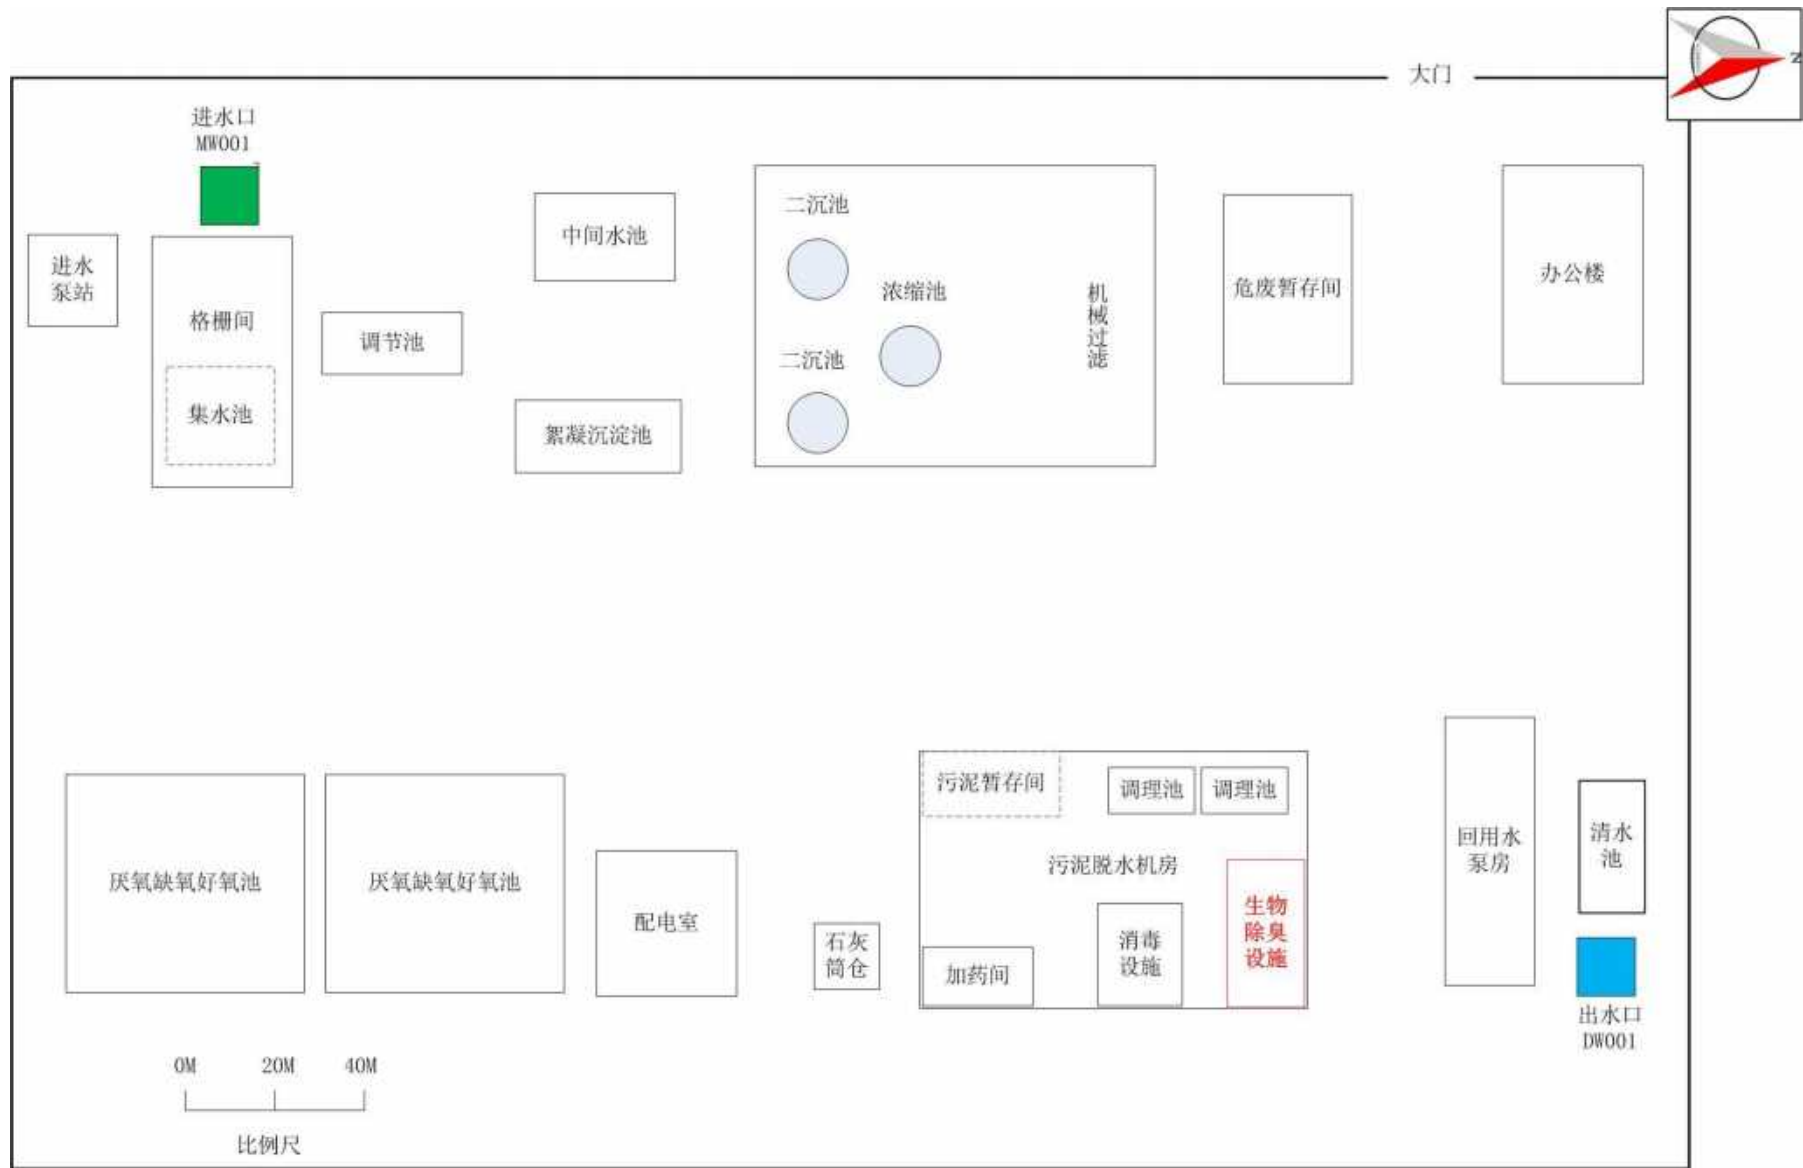 大门
N
进水口
MW001
进水
泵站
格栅间
集水池
调节池
中间水池
絮凝沉淀池
二沉池
浓缩池
二沉池
机械过滤
危废暂存间
办公楼
厌氧缺氧好氧池
厌氧缺氧好氧池
配电室
石灰
筒仓
污泥暂存间
调理池
调理池
污泥脱水机房
加药间
消毒
设施
生物
除臭
设施
回用水
泵房
清水
池
出水口
DW001
0M 20M 40M
比例尺